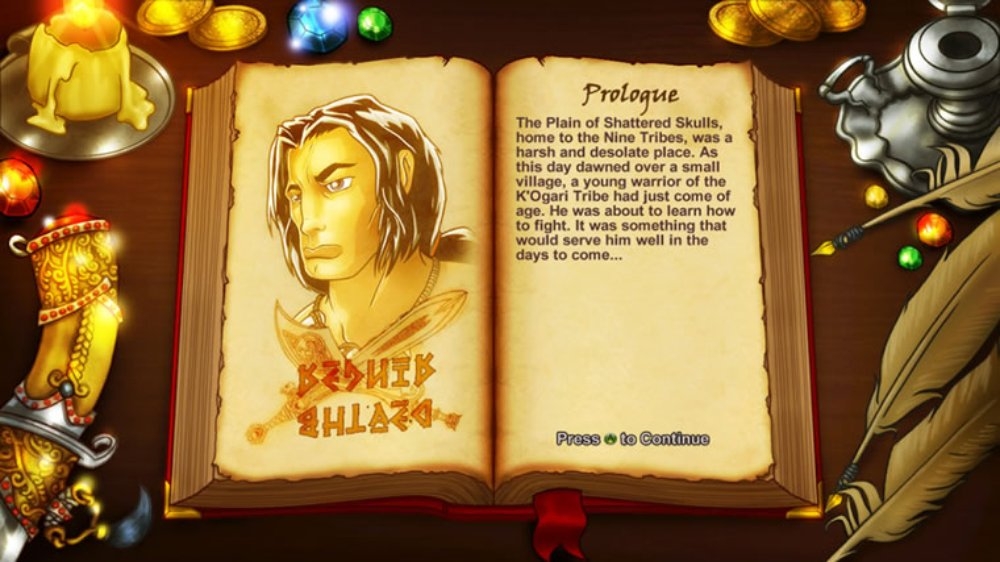 Prologue
The Plain of Shattered Skulls,
home to the Nine Tribes, was a
harsh and desolate place. As
this day dawned over a small
village, a young warrior of the
K'Ogari Tribe had just come of
age. He was about to learn how
to fight. It was something that
would serve him well in the
days to come...
Press to Continue